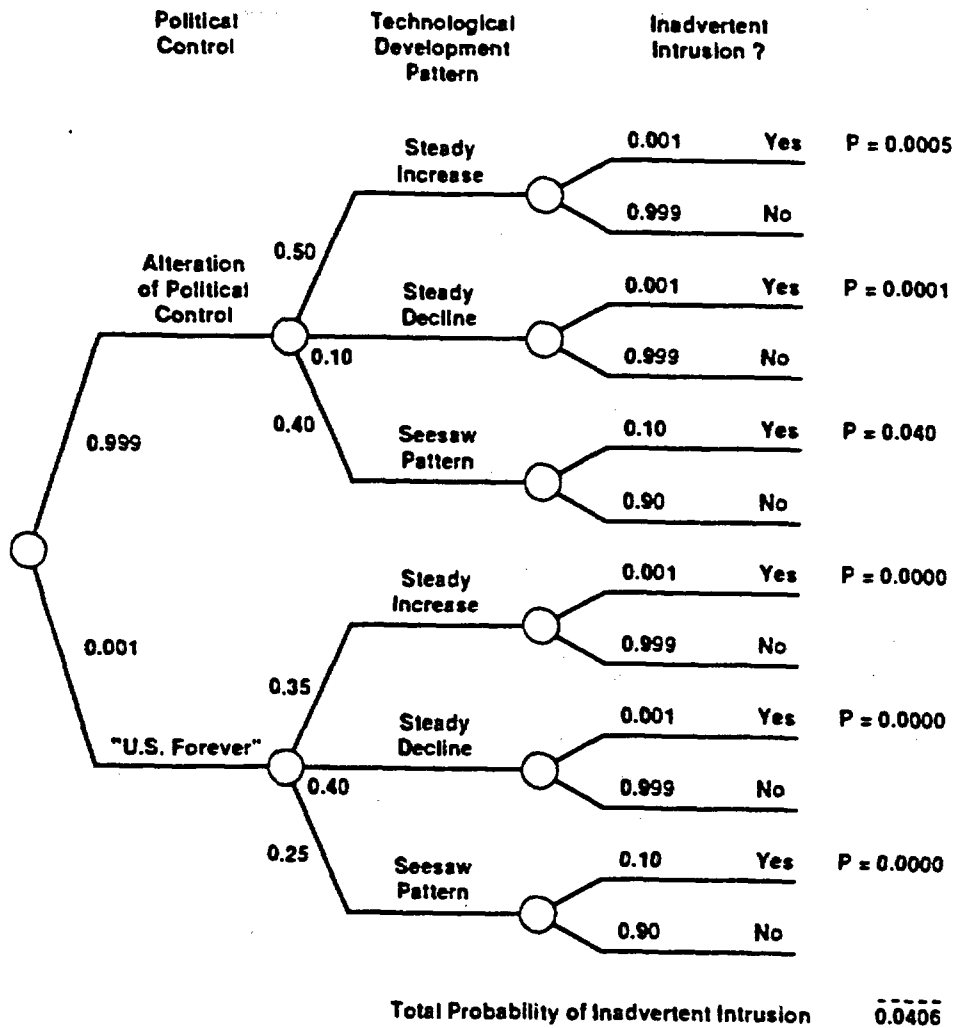 Political
Control
Technological
Development
Pattern
Inadvertent
Intrusion ?
Steady
Increase
0.001 Yes P = 0.0005
0.999 No
0.50
Alteration
of Political
Control
Steady
Decline
0.001 Yes P = 0.0001
0.10
0.999 No
0.40
0.999
Seesaw
Pattern
0.10 Yes P = 0.040
0.90 No
Steady
Increase
0.001 Yes P = 0.0000
0.999 No
0.001
0.35
"U.S. Forever"
Steady
Decline
0.001 Yes P = 0.0000
0.40
0.999 No
0.25
Seesaw
Pattern
0.10 Yes P = 0.0000
0.90 No
Total Probability of Inadvertent Intrusion 0.0406